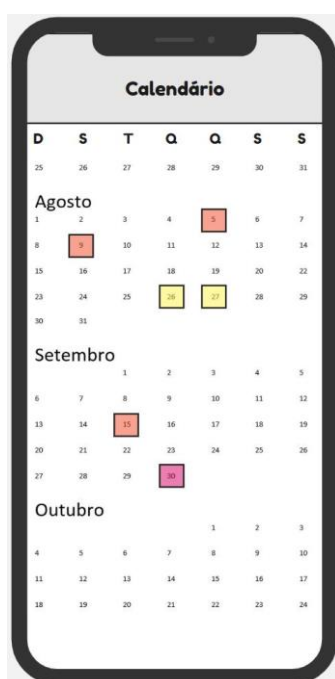 Calendário
D S T Q Q S S
25 26 27 28 29 30 31
Agosto
1 2 3 4 5 6 7
8 9 10 11 12 13 14
15 16 17 18 19 20 22
23 24 25 26 27 28 29
30 31
Setembro
1 2 3 4 5
6 7 8 9 10 11 12
13 14 15 16 17 18 19
20 21 22 23 24 25 26
27 28 29 30
Outubro
1 2 3
4 5 6 7 8 9 10
11 12 13 14 15 16 17
18 19 20 21 22 23 24